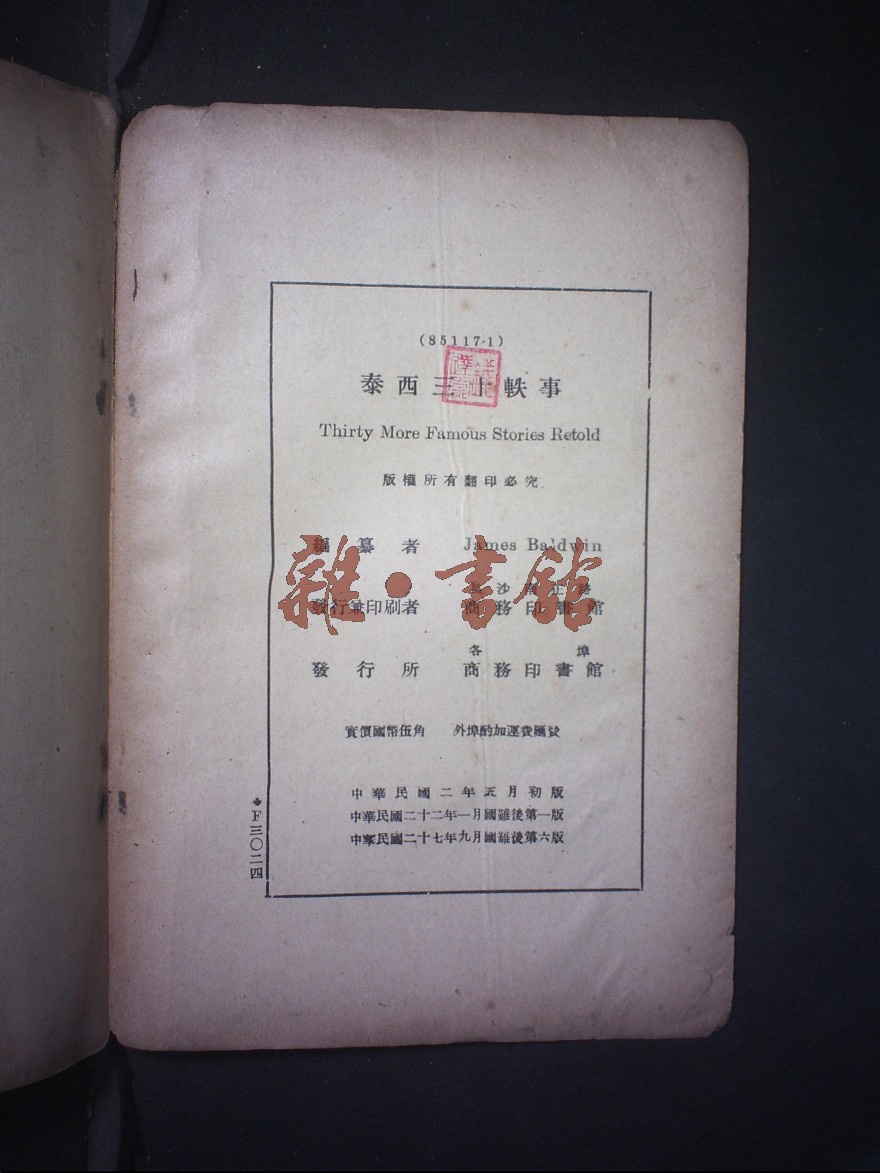 (85117·1)
泰西三十軼事
Thirty More Famous Stories Retold
版權所有翻印必究
編纂者 James Baldwin
長沙南正路
發行兼印刷者 商務印書館
各埠
發行所 商務印書館
實價國幣伍角 外埠酌加運費匯費
中華民國二年五月初版
中華民國二十二年一月國難後第一版
中華民國二十七年九月國難後第六版
F三〇二四
雜·書館